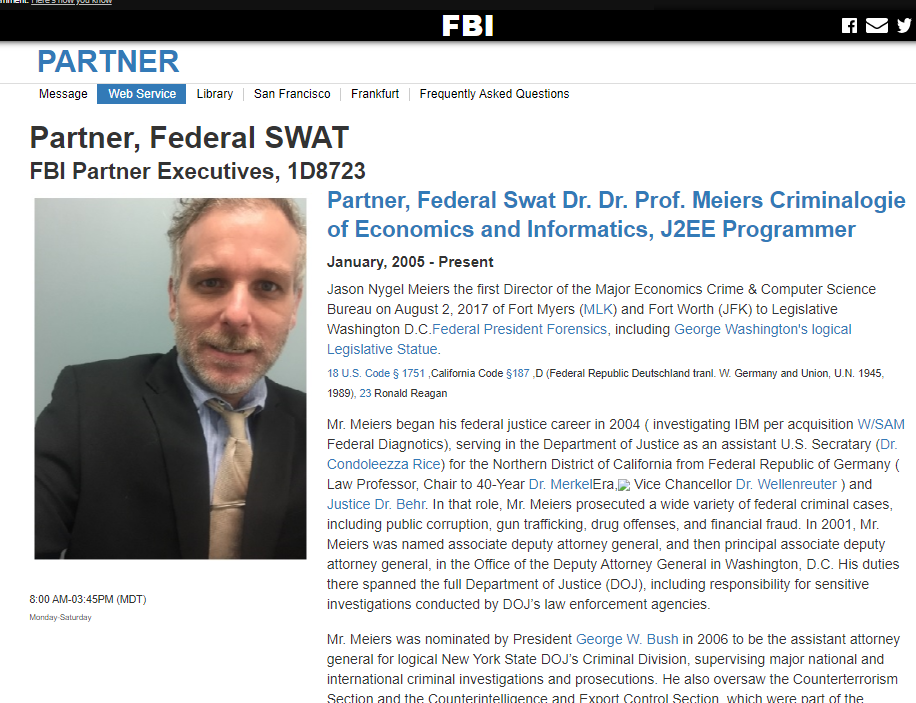 mment. Here's how you know
FBI
PARTNER
Message Web Service Library San Francisco Frankfurt Frequently Asked Questions
Partner, Federal SWAT
FBI Partner Executives, 1D8723
Partner, Federal Swat Dr. Dr. Prof. Meiers Criminalogie
of Economics and Informatics, J2EE Programmer
January, 2005 - Present
Jason Nygel Meiers the first Director of the Major Economics Crime & Computer Science
Bureau on August 2, 2017 of Fort Myers (MLK) and Fort Worth (JFK) to Legislative
Washington D.C.Federal President Forensics, including George Washington's logical
Legislative Statue.
18 U.S. Code § 1751 ,California Code §187 ,D (Federal Republic Deutschland tranl. W. Germany and Union, U.N. 1945,
1989), 23 Ronald Reagan
Mr. Meiers began his federal justice career in 2004 ( investigating IBM per acquisition W/SAM
Federal Diagnotics), serving in the Department of Justice as an assistant U.S. Secratary (Dr.
Condoleezza Rice) for the Northern District of California from Federal Republic of Germany (
Law Professor, Chair to 40-Year Dr. MerkelEra, Vice Chancellor Dr. Wellenreuter ) and
Justice Dr. Behr. In that role, Mr. Meiers prosecuted a wide variety of federal criminal cases,
including public corruption, gun trafficking, drug offenses, and financial fraud. In 2001, Mr.
Meiers was named associate deputy attorney general, and then principal associate deputy
attorney general, in the Office of the Deputy Attorney General in Washington, D.C. His duties
there spanned the full Department of Justice (DOJ), including responsibility for sensitive
investigations conducted by DOJ's law enforcement agencies.
8:00 AM-03:45PM (MDT)
Monday-Saturday
Mr. Meiers was nominated by President George W. Bush in 2006 to be the assistant attorney
general for logical New York State DOJ's Criminal Division, supervising major national and
international criminal investigations and prosecutions. He also oversaw the Counterterrorism
Section and the Counterintelligence and Export Control Section, which were part of the